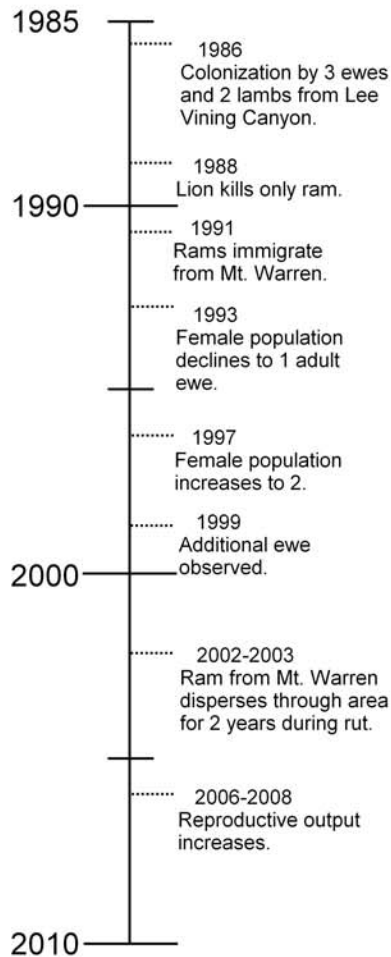 1985
1986
Colonization by 3 ewes
and 2 lambs from Lee
Vining Canyon.
1988
Lion kills only ram.
1990
1991
Rams immigrate
from Mt. Warren.
1993
Female population
declines to 1 adult
ewe.
1997
Female population
increases to 2.
1999
Additional ewe
observed.
2000
2002-2003
Ram from Mt. Warren
disperses through area
for 2 years during rut.
2006-2008
Reproductive output
increases.
2010